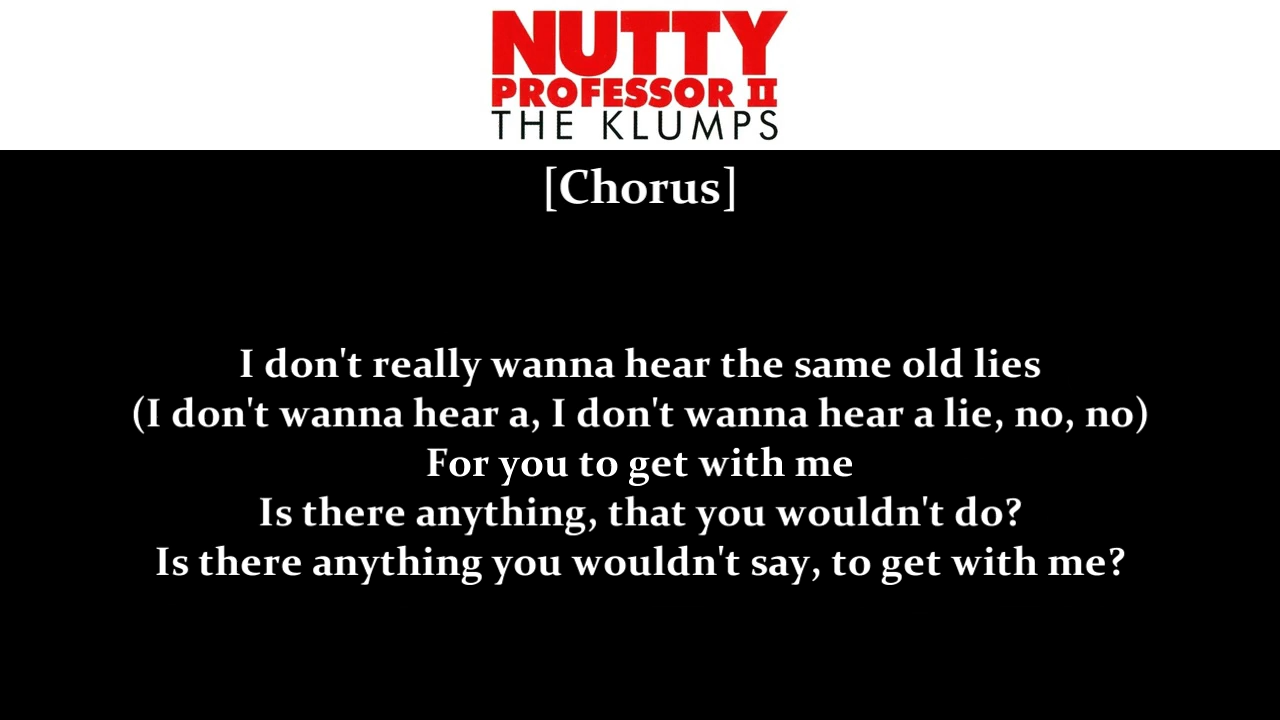 NUTTY
PROFESSOR II
THE KLUMPS
[Chorus]
I don't really wanna hear the same old lies
(I don't wanna hear a, I don't wanna hear a lie, no, no)
For you to get with me
Is there anything, that you wouldn't do?
Is there anything you wouldn't say, to get with me?